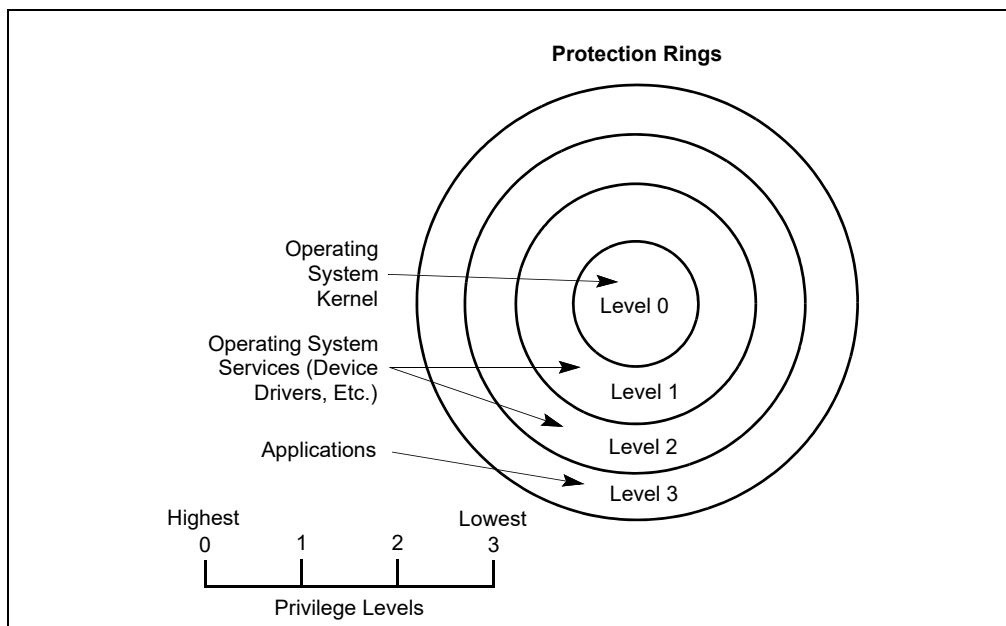 Protection Rings
Operating
System
Kernel
Level 0
Operating System
Services (Device
Drivers, Etc.)
Level 1
Level 2
Applications
Level 3
Highest
Lowest
0
1
2
3
Privilege Levels